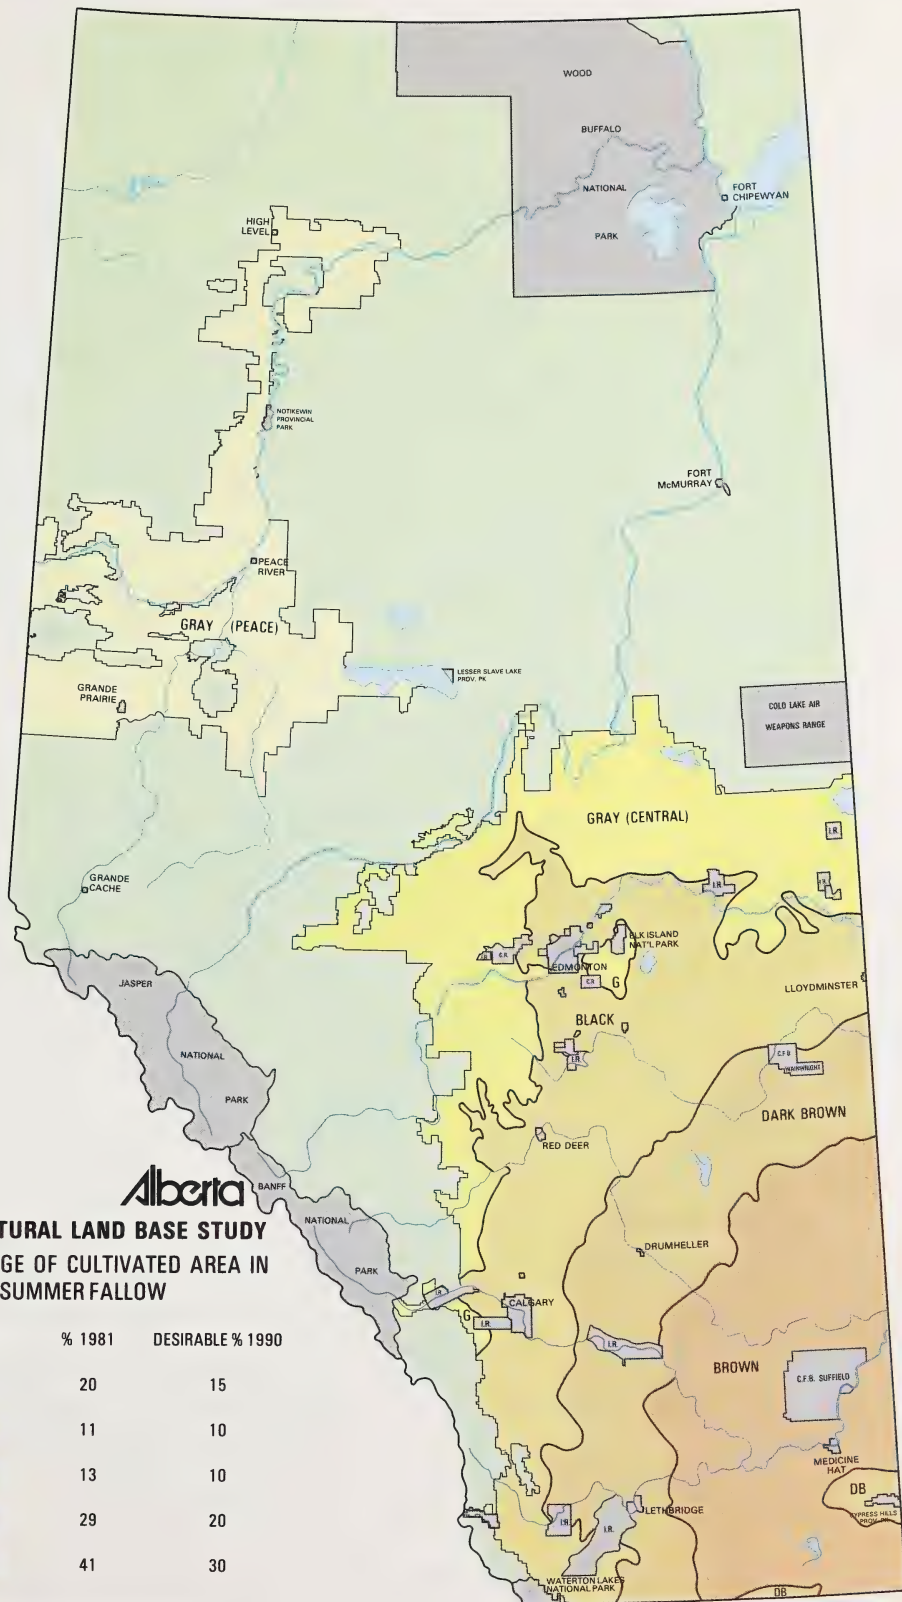 WOOD
BUFFALO
NATIONAL
PARK
FORT
CHIPEWYAN
HIGH
LEVEL
NOTIKEWIN
PROVINCIAL
PARK
FORT
McMURRAY
PEACE
RIVER
GRAY (PEACE)
LESSER SLAVE LAKE
PROV. PK
GRANDE
PRAIRIE
COLD LAKE AIR
WEAPONS RANGE
GRAY (CENTRAL)
I.R.
GRANDE
CACHE
I.R.
I.R.
ELK ISLAND
NAT'L PARK
I.R.
C.R.
EDMONTON
C.R.
G
LLOYDMINSTER
JASPER
BLACK
NATIONAL
I.R.
C.F.B.
WAINWRIGHT
PARK
DARK BROWN
RED DEER
Alberta
BANFF
NATIONAL
PARK
TURAL LAND BASE STUDY
GE OF CULTIVATED AREA IN
SUMMER FALLOW
DRUMHELLER
I.R.
CALGARY
G
I.R.
I.R.
% 1981 DESIRABLE % 1990
BROWN
C.F.B. SUFFIELD
20 15
11 10
MEDICINE
HAT
13 10
DB
CYPRESS HILLS
PROV. PK
LETHBRIDGE
29 20
I.R.
I.R.
41 30
WATERTON LAKES
NATIONAL PARK
DB